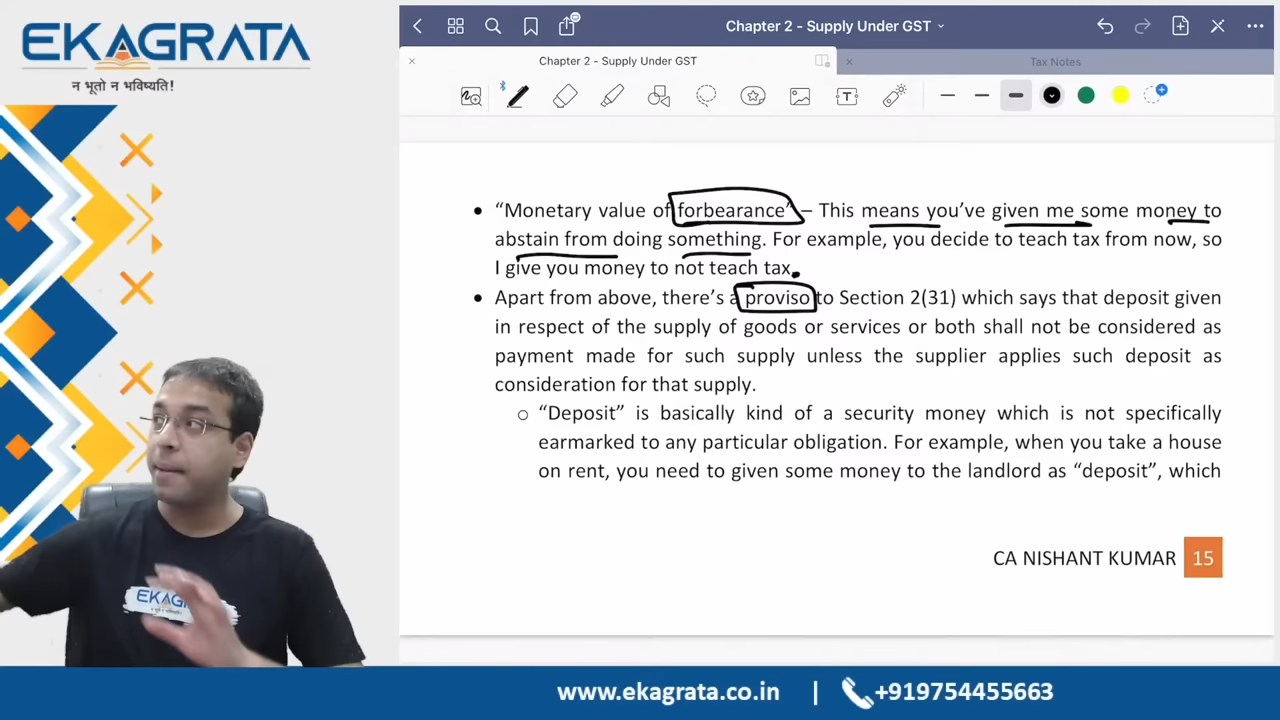 EKAGRATA
न भूतो न भविष्यति!
Chapter 2 - Supply Under GST
Chapter 2 - Supply Under GST
Tax Notes
• “Monetary value of forbearance” – This means you’ve given me some money to
abstain from doing something. For example, you decide to teach tax from now, so
I give you money to not teach tax.
• Apart from above, there’s a proviso to Section 2(31) which says that deposit given
in respect of the supply of goods or services or both shall not be considered as
payment made for such supply unless the supplier applies such deposit as
consideration for that supply.
o “Deposit” is basically kind of a security money which is not specifically
earmarked to any particular obligation. For example, when you take a house
on rent, you need to given some money to the landlord as “deposit”, which
CA NISHANT KUMAR 15
EKAGRA
www.ekagrata.co.in | +919754455663